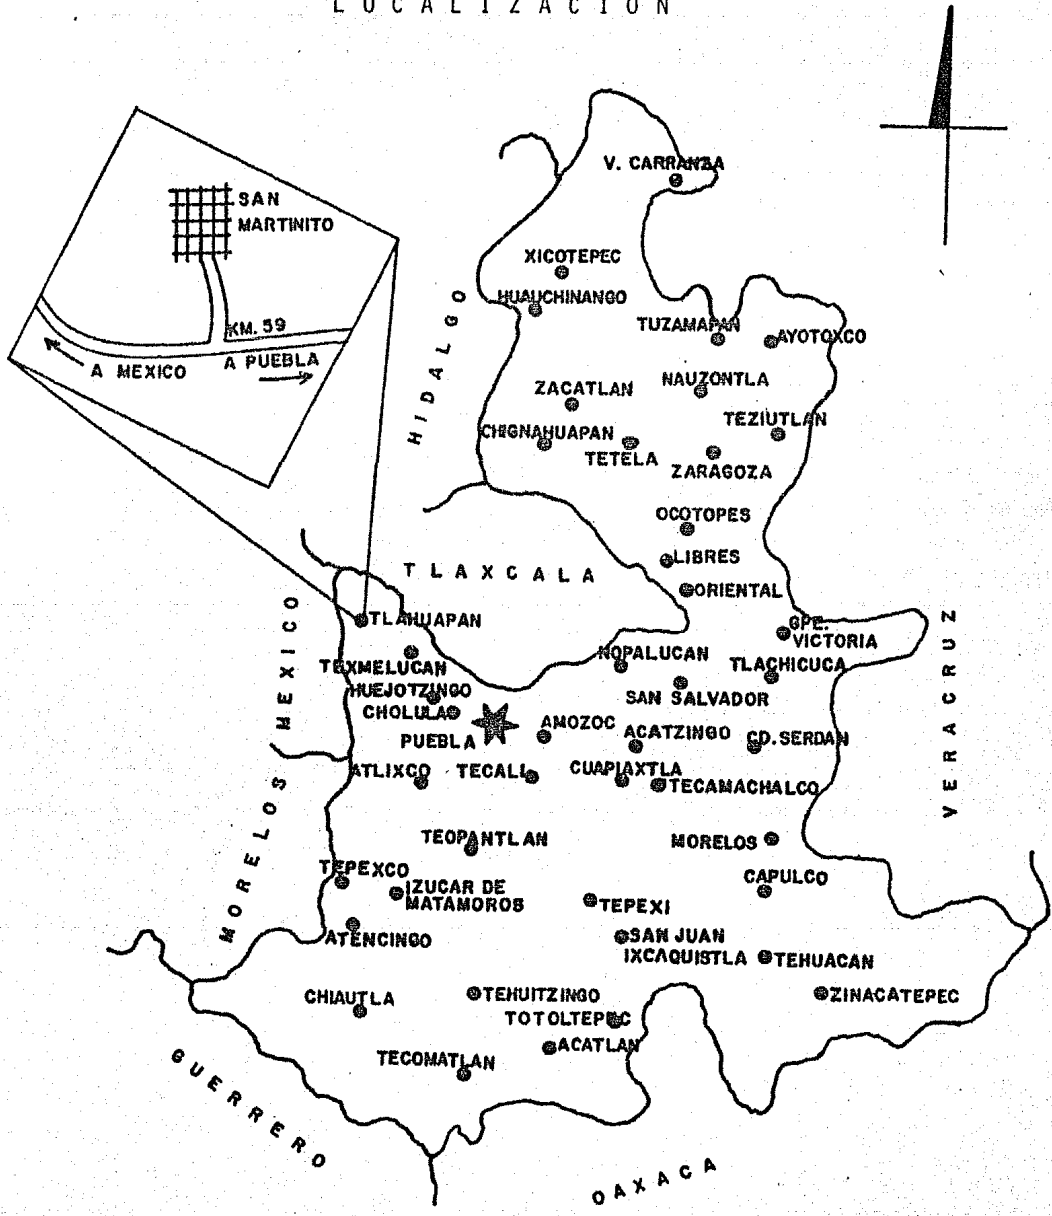 LOCALIZACION
V. CARRANZA
SAN
MARTINITO
XICOTEPEC
HUAUCHINANGO
KM. 59
A MEXICO
A PUEBLA
HIDALGO
TUZAMAPAN
AYOTOXCO
NAUZONTLA
ZACATLAN
TEZIUTLAN
CHIGNAHUAPAN
TETELA
ZARAGOZA
OCOTOPES
LIBRES
TLAXCALA
ORIENTAL
TLAHUAPAN
GPE.
VICTORIA
MEXICO
VERACRUZ
TEXMELUCAN
NOPALUCAN
TLACHICUCA
HUEJOTZINGO
SAN SALVADOR
CHOLULA
PUEBLA
AMOZOC
ACATZINGO
CD. SERDAN
ATLIXCO
TECALI
CUAPIAXTLA
TECAMACHALCO
MORELOS
TEOPANTLAN
MORELOS
TEPEXCO
IZUCAR DE
MATAMOROS
CAPULCO
TEPEXI
ATENCINGO
SAN JUAN
IXCAQUISTLA
TEHUACAN
CHIAUTLA
TEHUITZINGO
ZINACATEPEC
TOTOLTEPEC
ACATLAN
TECOMATLAN
GUERRERO
OAXACA